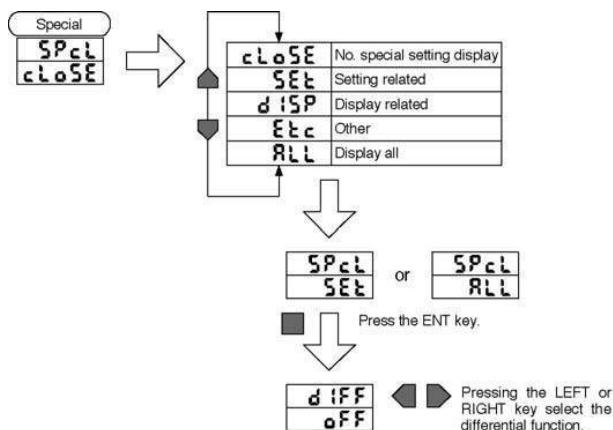 Special
SPcL
cLoSE
cLoSE No. special setting display
SEt Setting related
dISP Display related
Etc Other
ALL Display all
SPcL
SEt
or
SPcL
ALL
Press the ENT key.
dIFF
oFF
Pressing the LEFT or
RIGHT key select the
differential function.